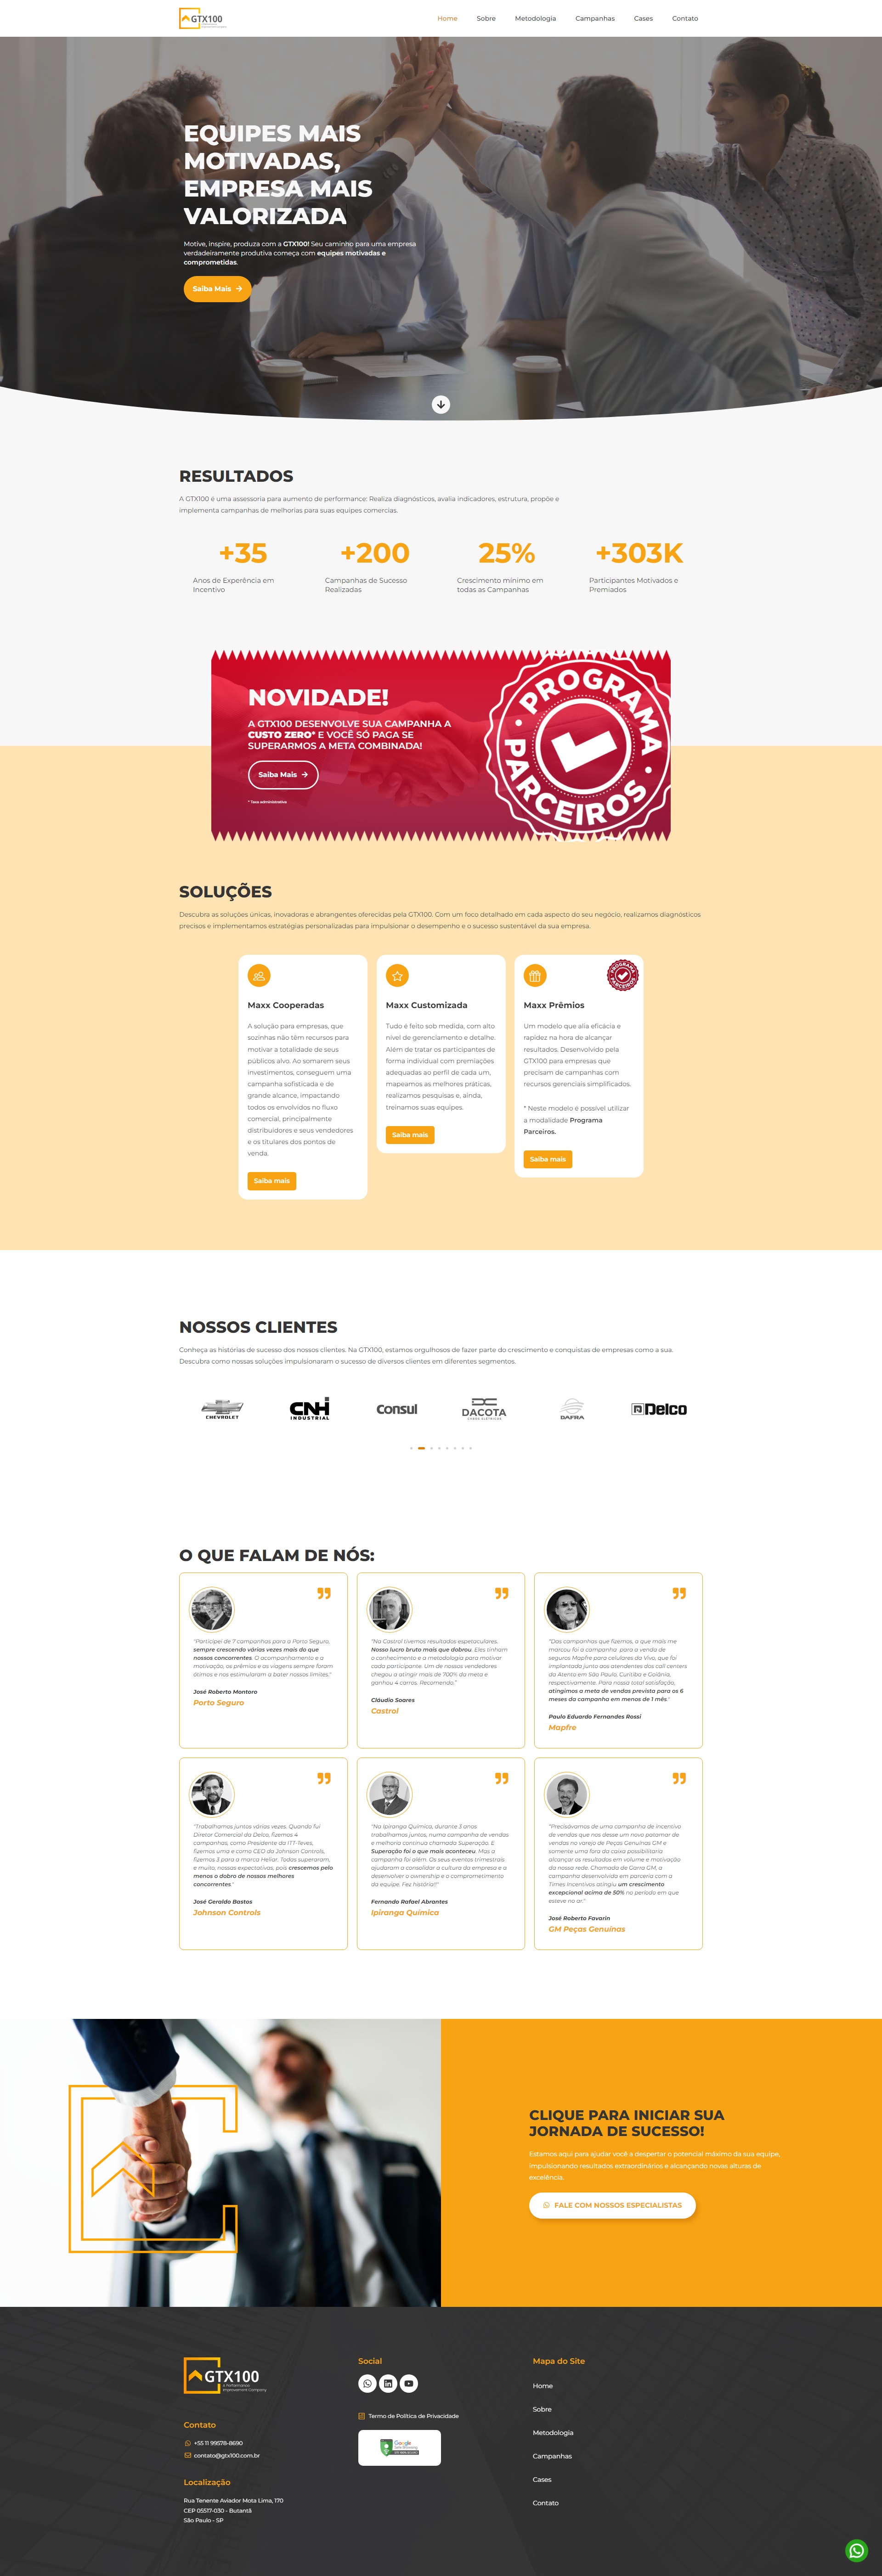 GTX100
Home Sobre Metodologia Campanhas Cases Contato
EQUIPES MAIS
MOTIVADAS,
EMPRESA MAIS
VALORIZADA
Motive, inspire, produza com a GTX100! Seu caminho para uma empresa
verdadeiramente produtiva começa com equipes motivadas e
comprometidas.
Saiba Mais
RESULTADOS
A GTX100 é uma assessoria para aumento de performance: Realiza diagnósticos, avalia indicadores, estrutura, propõe e
implementa campanhas de melhorias para suas equipes comercias.
+35
Anos de Experência em
Incentivo
+200
Campanhas de Sucesso
Realizadas
25%
Crescimento mínimo em
todas as Campanhas
+303K
Participantes Motivados e
Premiados
NOVIDADE!
A GTX100 DESENVOLVE SUA CAMPANHA A
CUSTO ZERO* E VOCÊ SÓ PAGA SE
SUPERARMOS A META COMBINADA!
Saiba Mais
* Taxa administrativa
PROGRAMA
PARCEIROS
SOLUÇÕES
Descubra as soluções únicas, inovadoras e abrangentes oferecidas pela GTX100. Com um foco detalhado em cada aspecto do seu negócio, realizamos diagnósticos
precisos e implementamos estratégias personalizadas para impulsionar o desempenho e o sucesso sustentável da sua empresa.
Maxx Cooperadas
A solução para empresas, que
sozinhas não têm recursos para
motivar a totalidade de seus
públicos alvo. Ao somarem seus
investimentos, conseguem uma
campanha sofisticada e de
grande alcance, impactando
todos os envolvidos no fluxo
comercial, principalmente
distribuidores e seus vendedores
e os titulares dos pontos de
venda.
Saiba mais
Maxx Customizada
Tudo é feito sob medida, com alto
nível de gerenciamento e detalhe.
Além de tratar os participantes de
forma individual com premiações
adequadas ao perfil de cada um,
mapeamos as melhores práticas,
realizamos pesquisas e, ainda,
treinamos suas equipes.
Saiba mais
PROGRAMA
PARCEIROS
Maxx Prêmios
Um modelo que alia eficácia e
rapidez na hora de alcançar
resultados. Desenvolvido pela
GTX100 para empresas que
precisam de campanhas com
recursos gerenciais simplificados.
* Neste modelo é possível utilizar
a modalidade Programa
Parceiros.
Saiba mais
NOSSOS CLIENTES
Conheça as histórias de sucesso dos nossos clientes. Na GTX100, estamos orgulhosos de fazer parte do crescimento e conquistas de empresas como a sua.
Descubra como nossas soluções impulsionaram o sucesso de diversos clientes em diferentes segmentos.
CHEVROLET
CNH
INDUSTRIAL
Consul
DACOTA
DAFRA
Delco
O QUE FALAM DE NÓS:
"Participei de 7 campanhas para a Porto Seguro,
sempre crescendo várias vezes mais do que
nossos concorrentes. O acompanhamento e a
motivação, os prêmios e as viagens sempre foram
ótimos e nos estimularam a bater nossos limites."
José Roberto Montoro
Porto Seguro
"Na Castrol tivemos resultados espetaculares.
Nosso lucro bruto mais que dobrou. Eles tinham
o conhecimento e a metodologia para motivar
cada participante. Um de nossos vendedores
chegou a atingir mais de 700% da meta e
ganhou 4 carros. Recomendo."
Cláudio Soares
Castrol
"Das campanhas que fizemos, a que mais me
marcou foi a campanha para a venda de
seguros Mapfre para celulares da Vivo, que foi
implantada junto aos atendentes dos call centers
da Atento em São Paulo, Curitiba e Goiânia,
respectivamente. Para nossa total satisfação,
atingimos a meta de vendas prevista para os 6
meses da campanha em menos de 1 mês."
Paulo Eduardo Fernandes Rossi
Mapfre
"Trabalhamos juntos várias vezes. Quando fui
Diretor Comercial da Delco, fizemos 4
campanhas, como Presidente da ITT-Teves,
fizemos uma e como CEO da Johnson Controls,
fizemos 3 para a marca Heliar. Todas superaram,
e muito, nossas expectativas, pois crescemos pelo
menos o dobro de nossos melhores
concorrentes."
José Geraldo Bastos
Johnson Controls
"Na Ipiranga Química, durante 3 anos
trabalhamos juntos, numa campanha de vendas
e melhoria contínua chamada Superação. E
Superação foi o que mais aconteceu. Mas a
campanha foi além. Os seus eventos trimestrais
ajudaram a consolidar a cultura da empresa e a
desenvolver o ownership e o comprometimento
da equipe. Fez história!!"
Fernando Rafael Abrantes
Ipiranga Química
"Precisávamos de uma campanha de incentivo
de vendas que nos desse um novo patamar de
vendas no varejo de Peças Genuínas GM e
somente uma fora da caixa possibilitaria
alcançar os resultados em volume e motivação
da nossa rede. Chamada de Garra GM, a
campanha desenvolvida em parceria com a
Times Incentivos atingiu um crescimento
excepcional acima de 50% no período em que
esteve no ar."
José Roberto Favarin
GM Peças Genuínas
CLIQUE PARA INICIAR SUA
JORNADA DE SUCESSO!
Estamos aqui para ajudar você a despertar o potencial máximo da sua equipe,
impulsionando resultados extraordinários e alcançando novas alturas de
excelência.
FALE COM NOSSOS ESPECIALISTAS
GTX100
Contato
+55 11 99578-8690
contato@gtx100.com.br
Localização
Rua Tenente Aviador Mota Lima, 170
CEP 05517-030 - Butantã
São Paulo - SP
Social
Termo de Política de Privacidade
Google
Safe Browsing
Mapa do Site
Home
Sobre
Metodologia
Campanhas
Cases
Contato